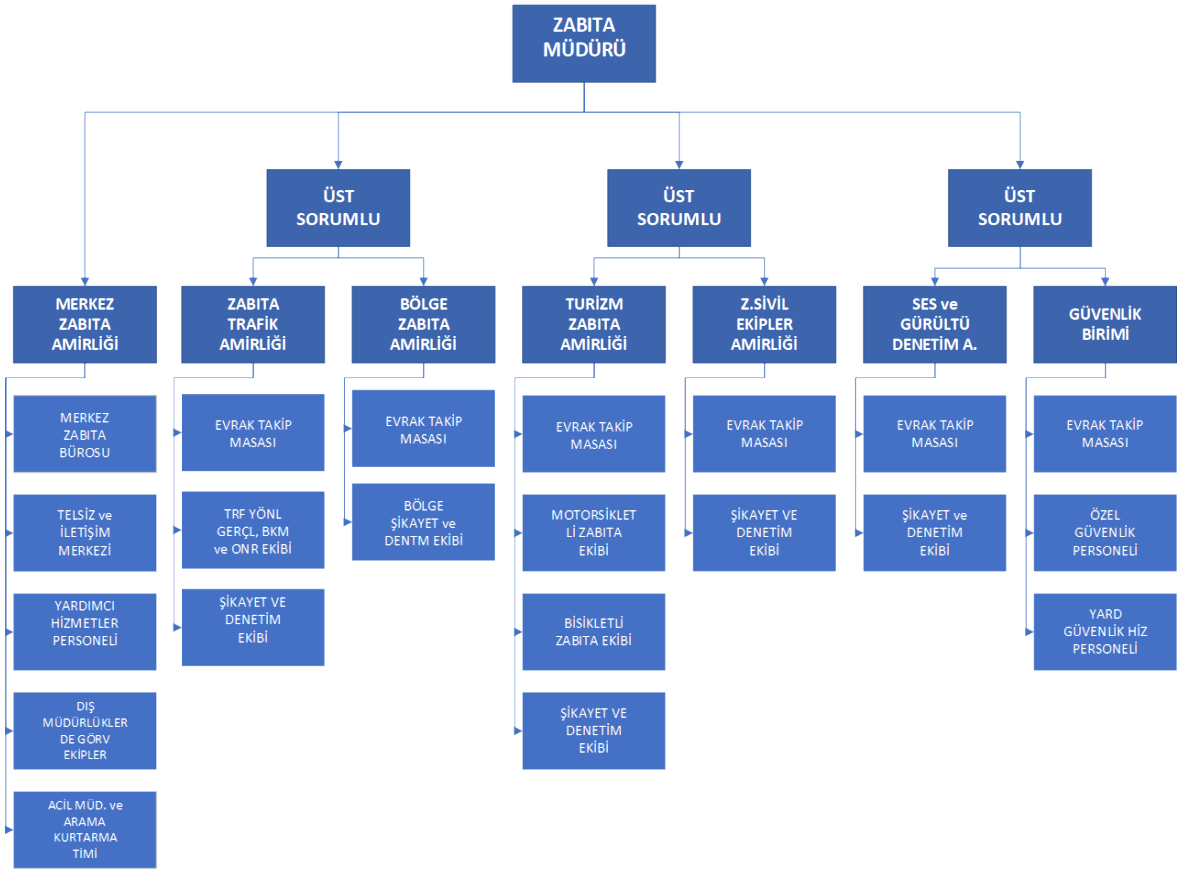 ZABITA
MÜDÜRÜ
ÜST
SORUMLU
ÜST
SORUMLU
ÜST
SORUMLU
MERKEZ
ZABITA
AMİRLİĞİ
ZABITA
TRAFİK
AMİRLİĞİ
BÖLGE
ZABITA
AMİRLİĞİ
TURİZM
ZABITA
AMİRLİĞİ
Z.SİVİL
EKİPLER
AMİRLİĞİ
SES ve
GÜRÜLTÜ
DENETİM A.
GÜVENLİK
BİRİMİ
MERKEZ
ZABITA
BÜROSU
TELSİZ ve
İLETİŞİM
MERKEZİ
YARDIMCI
HİZMETLER
PERSONELİ
DIŞ
MÜDÜRLÜKLER
DE GÖRV
EKİPLER
ACİL MÜD. ve
ARAMA
KURTARMA
TİMİ
EVRAK TAKİP
MASASI
TRF YÖNL
GERÇL, BKM
ve ONR EKİBİ
ŞİKAYET VE
DENETİM
EKİBİ
EVRAK TAKİP
MASASI
BÖLGE
ŞİKAYET ve
DENTM EKİBİ
EVRAK TAKİP
MASASI
MOTORSİKLET
Lİ ZABITA
EKİBİ
BISİKLETLİ
ZABITA EKİBİ
ŞİKAYET VE
DENETİM
EKİBİ
EVRAK TAKİP
MASASI
ŞİKAYET VE
DENETİM
EKİBİ
EVRAK TAKİP
MASASI
ŞİKAYET ve
DENETİM
EKİBİ
EVRAK TAKİP
MASASI
ÖZEL
GÜVENLİK
PERSONELİ
YARD
GÜVENLİK HİZ
PERSONELİ